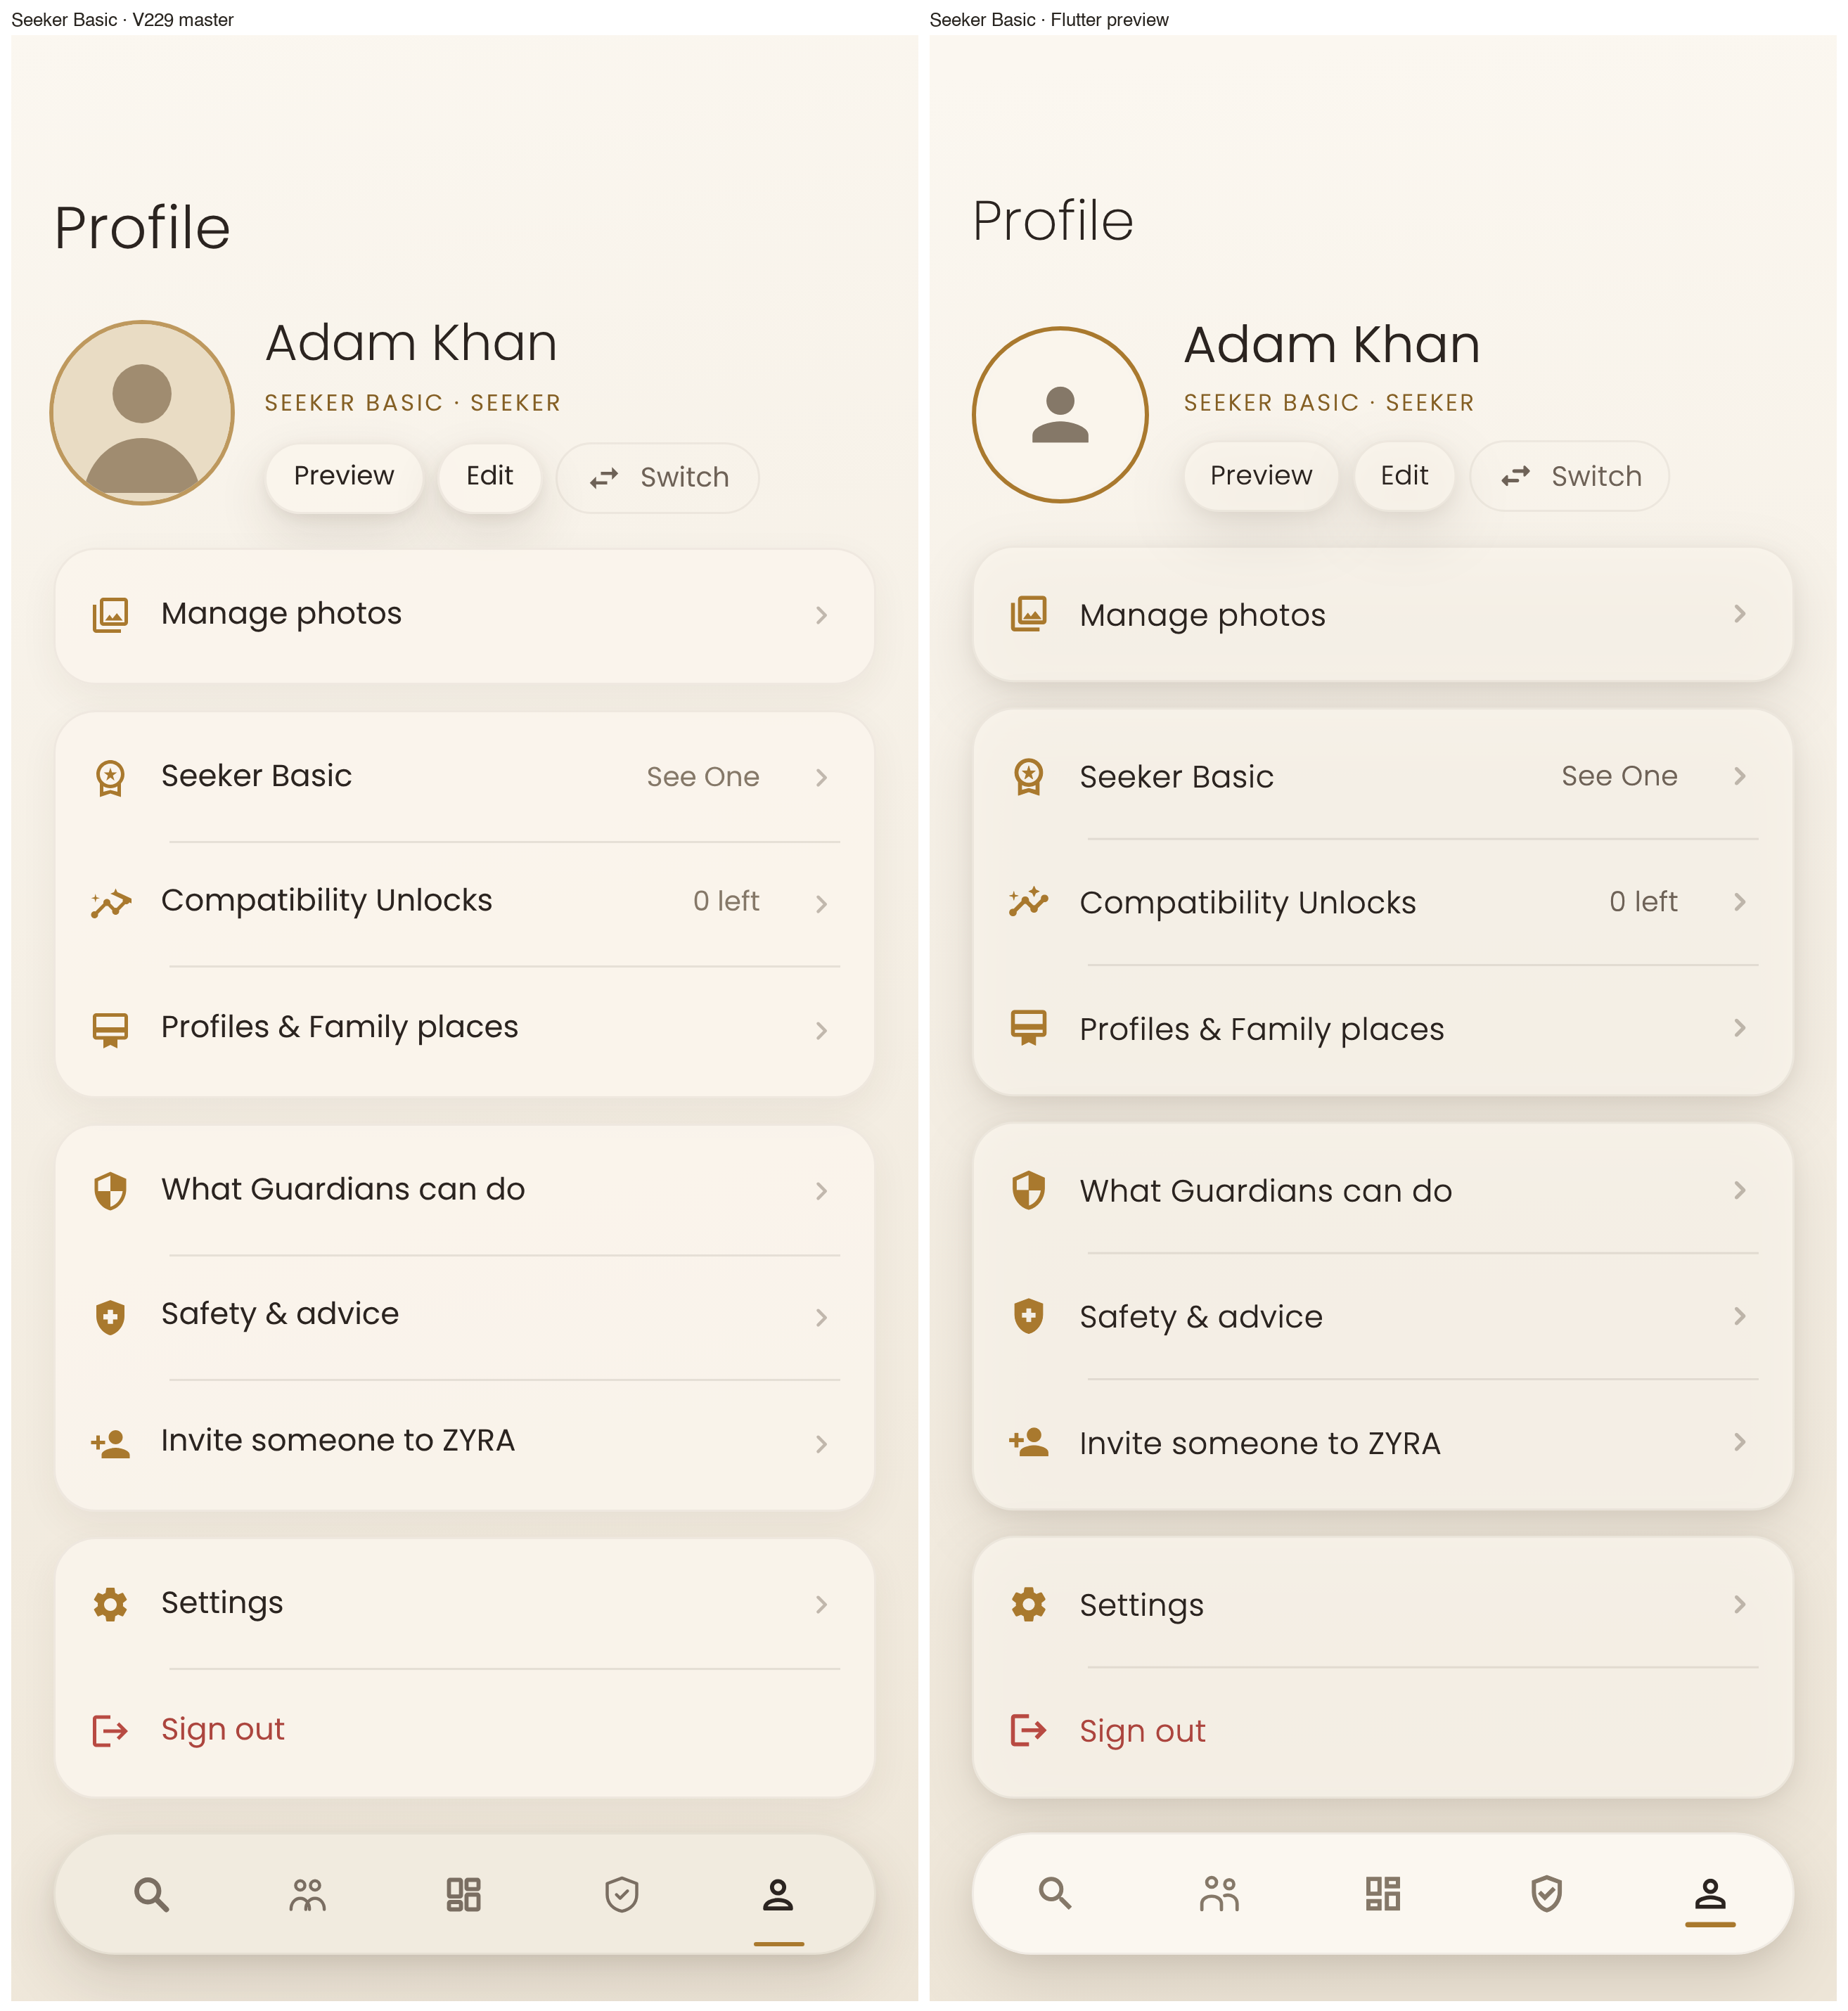 Seeker Basic · V229 master
Profile
Adam Khan
SEEKER BASIC · SEEKER
Preview
Edit
Switch
Manage photos
Seeker Basic
See One
Compatibility Unlocks
0 left
Profiles & Family places
What Guardians can do
Safety & advice
Invite someone to ZYRA
Settings
Sign out
Seeker Basic · Flutter preview
Profile
Adam Khan
SEEKER BASIC · SEEKER
Preview
Edit
Switch
Manage photos
Seeker Basic
See One
Compatibility Unlocks
0 left
Profiles & Family places
What Guardians can do
Safety & advice
Invite someone to ZYRA
Settings
Sign out